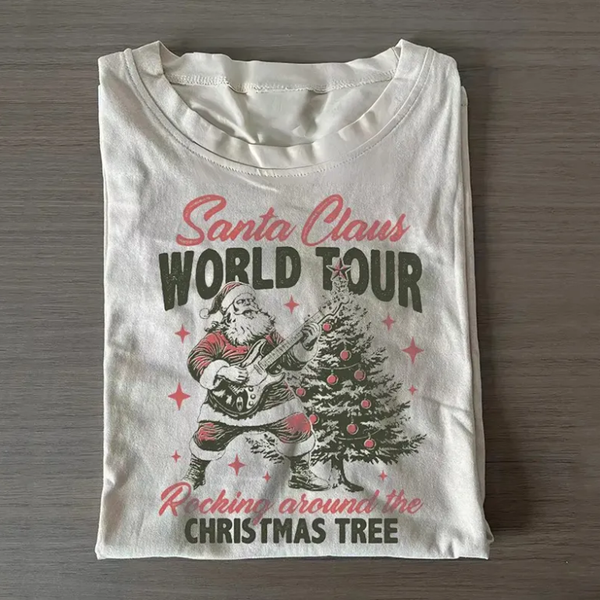 Santa Claus
WORLD TOUR
Rocking around the
CHRISTMAS TREE